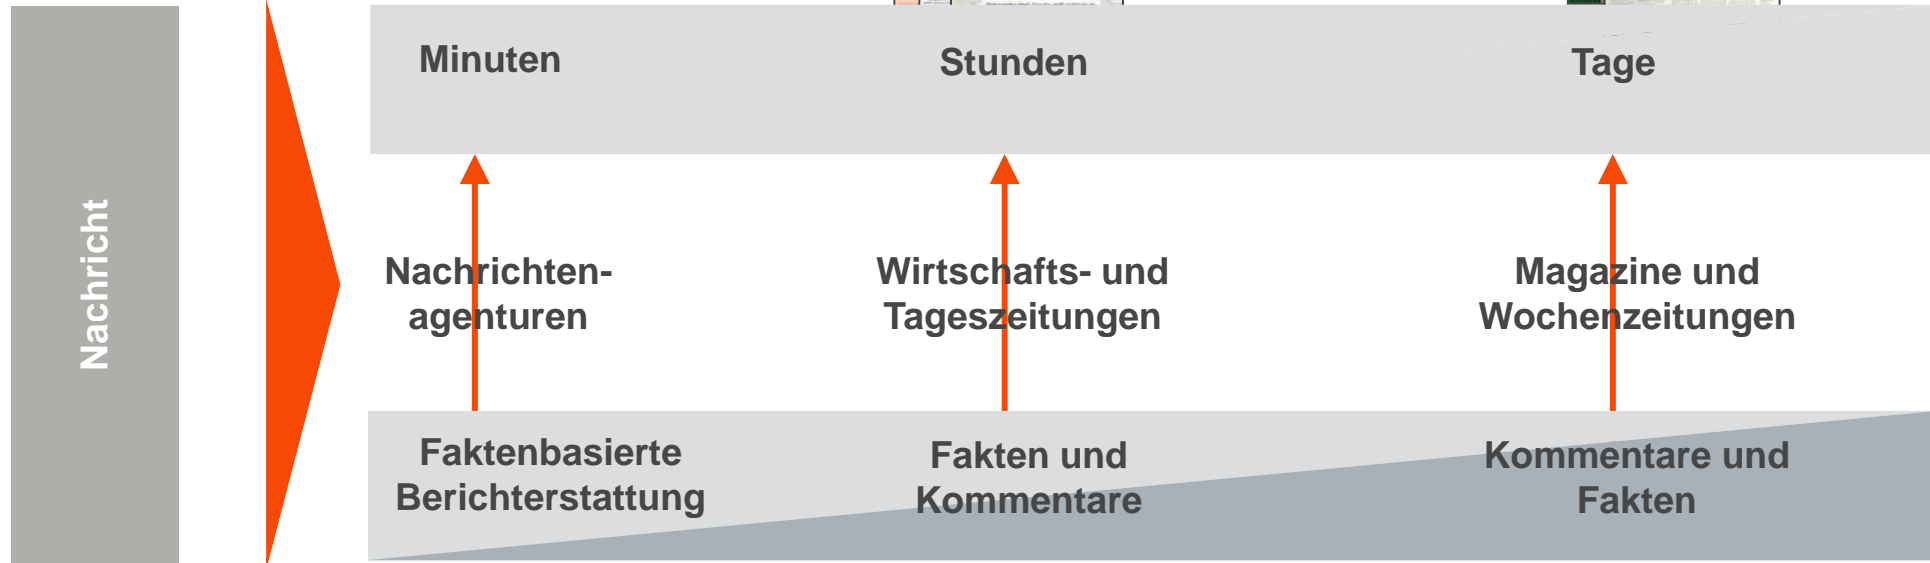 Nachricht
Minuten
Stunden
Tage
Nachrichten-
agenturen
Wirtschafts- und
Tageszeitungen
Magazine und
Wochenzeitungen
Faktenbasierte
Berichterstattung
Fakten und
Kommentare
Kommentare und
Fakten